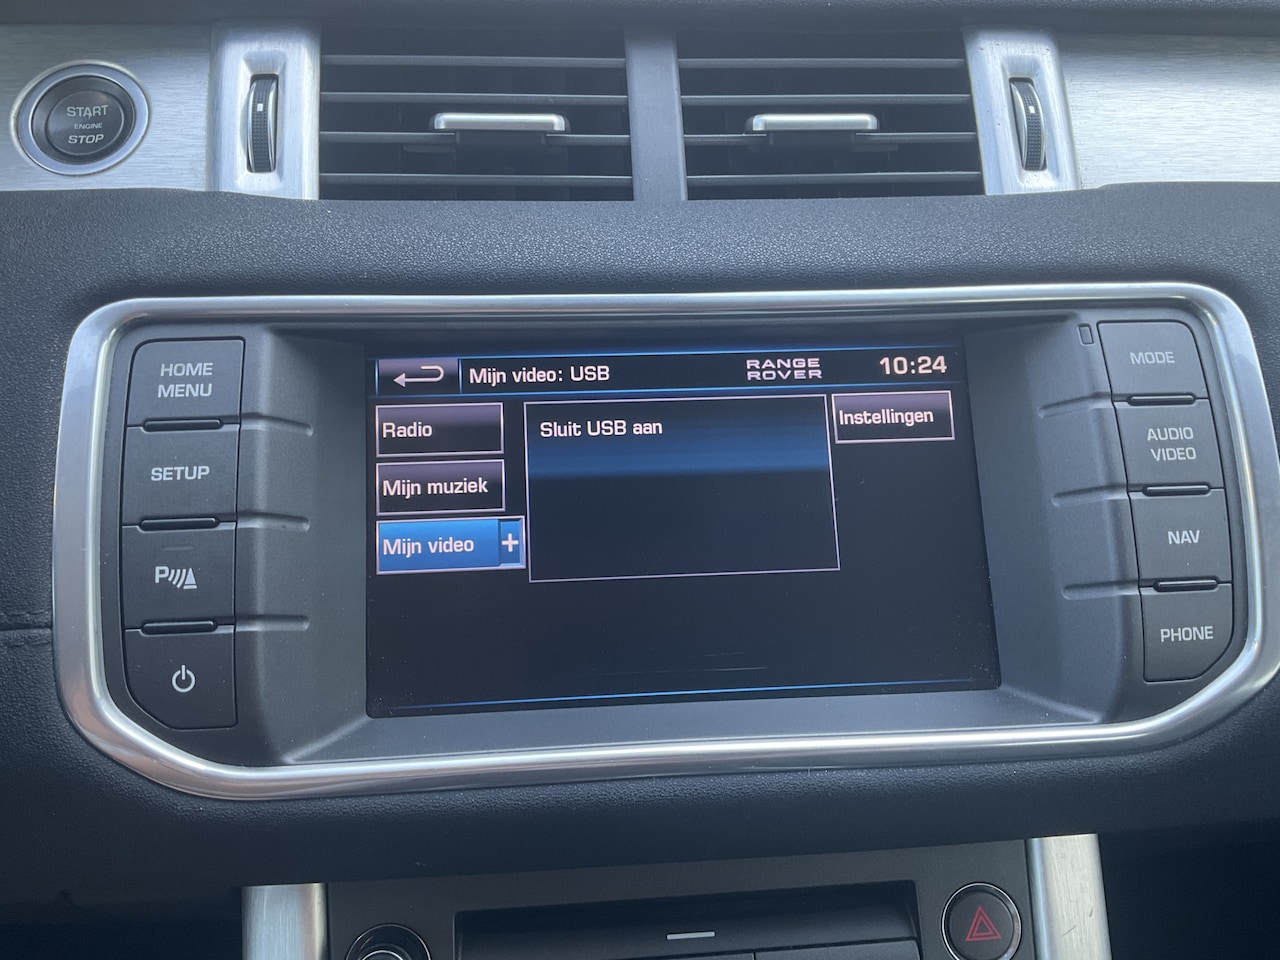 START
ENGINE
STOP
HOME
MENU
SETUP
P
Mijn video: USB
RANGE
ROVER
10:24
Radio
Mijn muziek
Mijn video +
Sluit USB aan
Instellingen
MODE
AUDIO
VIDEO
NAV
PHONE